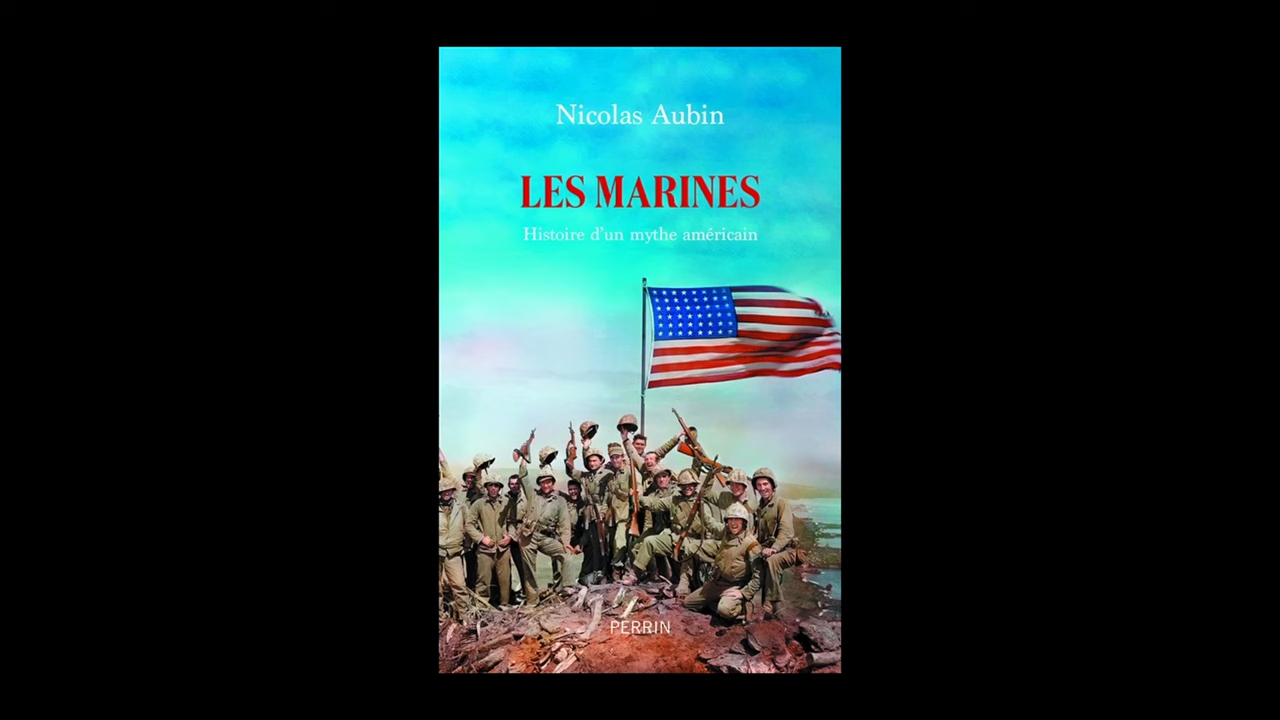 Nicolas Aubin
LES MARINES
Histoire d'un mythe américain
PERRIN